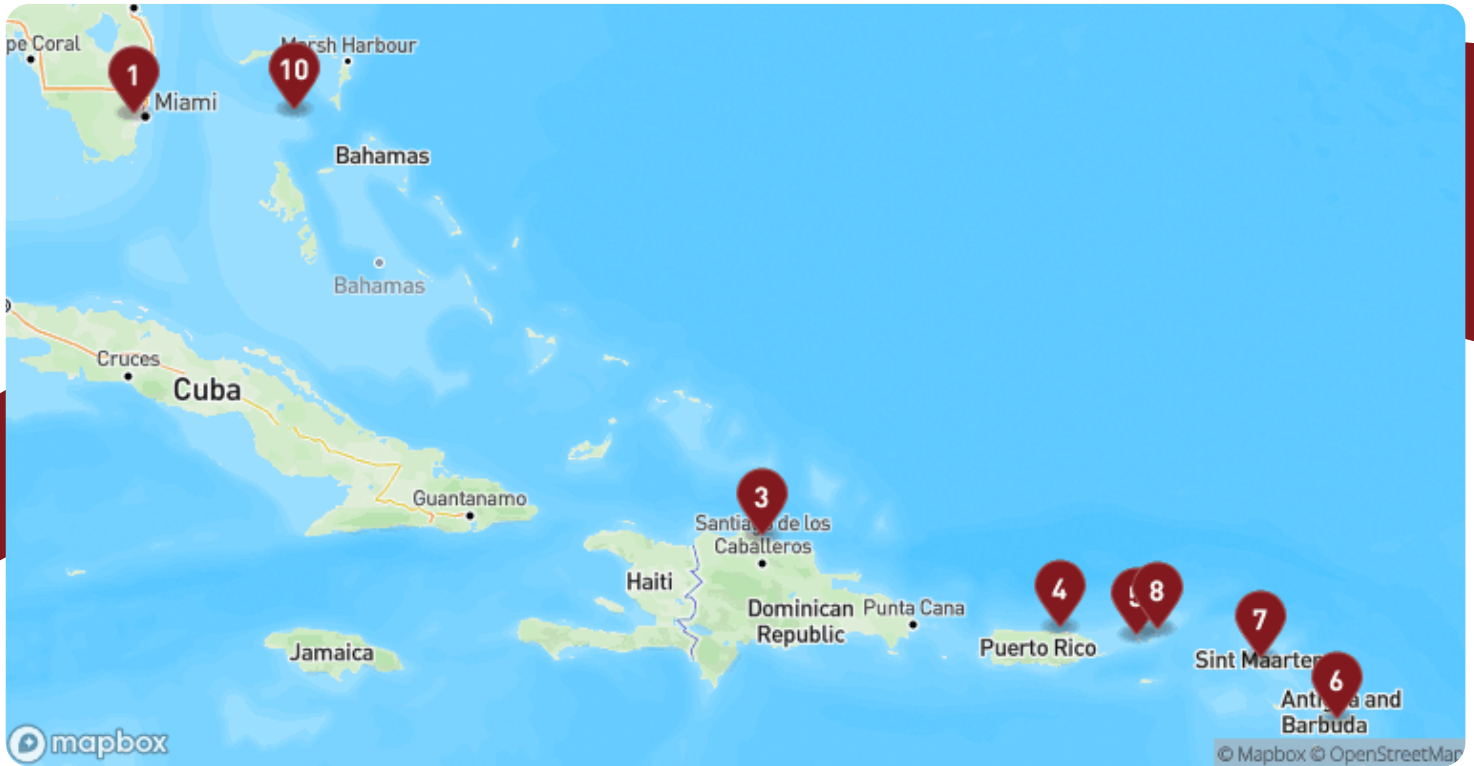 pe Coral
Marsh Harbour
1
10
Miami
Bahamas
Bahamas
Cruces
Cuba
Guantanamo
3
Santiago de los
Caballeros
Haiti
Dominican
Republic
Punta Cana
4
5
8
7
Puerto Rico
Jamaica
Sint Maarten
6
Antigua and
Barbuda
mapbox
© Mapbox © OpenStreetMap